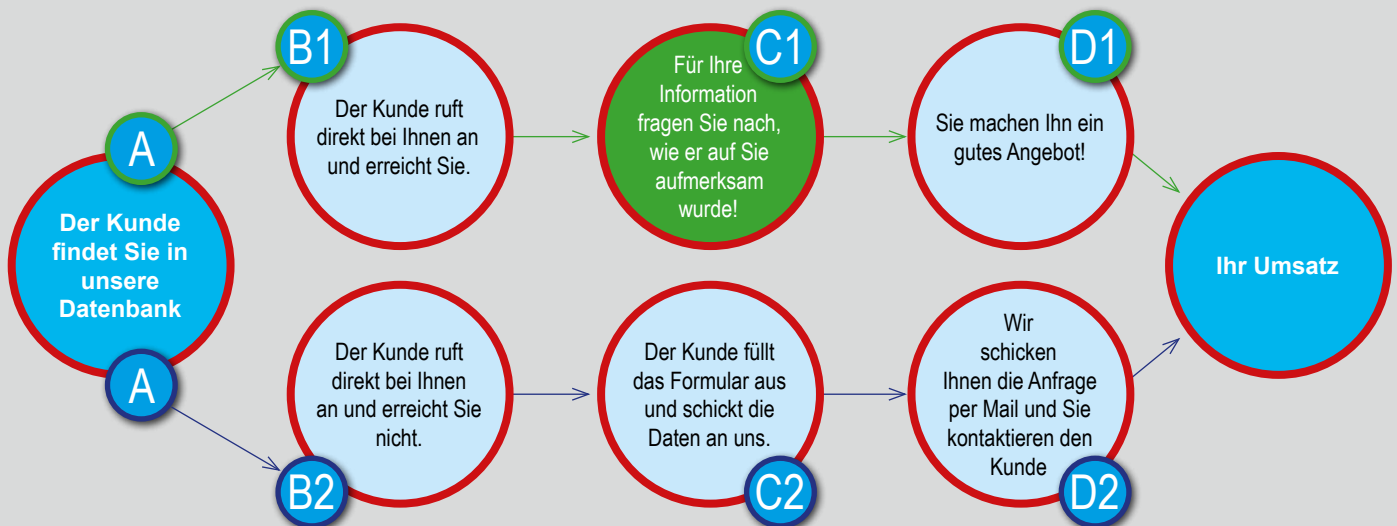 A
Der Kunde
findet Sie in
unsere
Datenbank
A
B1
Der Kunde ruft
direkt bei Ihnen an
und erreicht Sie.
C1
Für Ihre
Information
fragen Sie nach,
wie er auf Sie
aufmerksam
wurde!
D1
Sie machen Ihn ein
gutes Angebot!
B2
Der Kunde ruft
direkt bei Ihnen
an und erreicht Sie
nicht.
C2
Der Kunde füllt
das Formular aus
und schickt die
Daten an uns.
D2
Wir
schicken
Ihnen die Anfrage
per Mail und Sie
kontaktieren den
Kunde
Ihr Umsatz